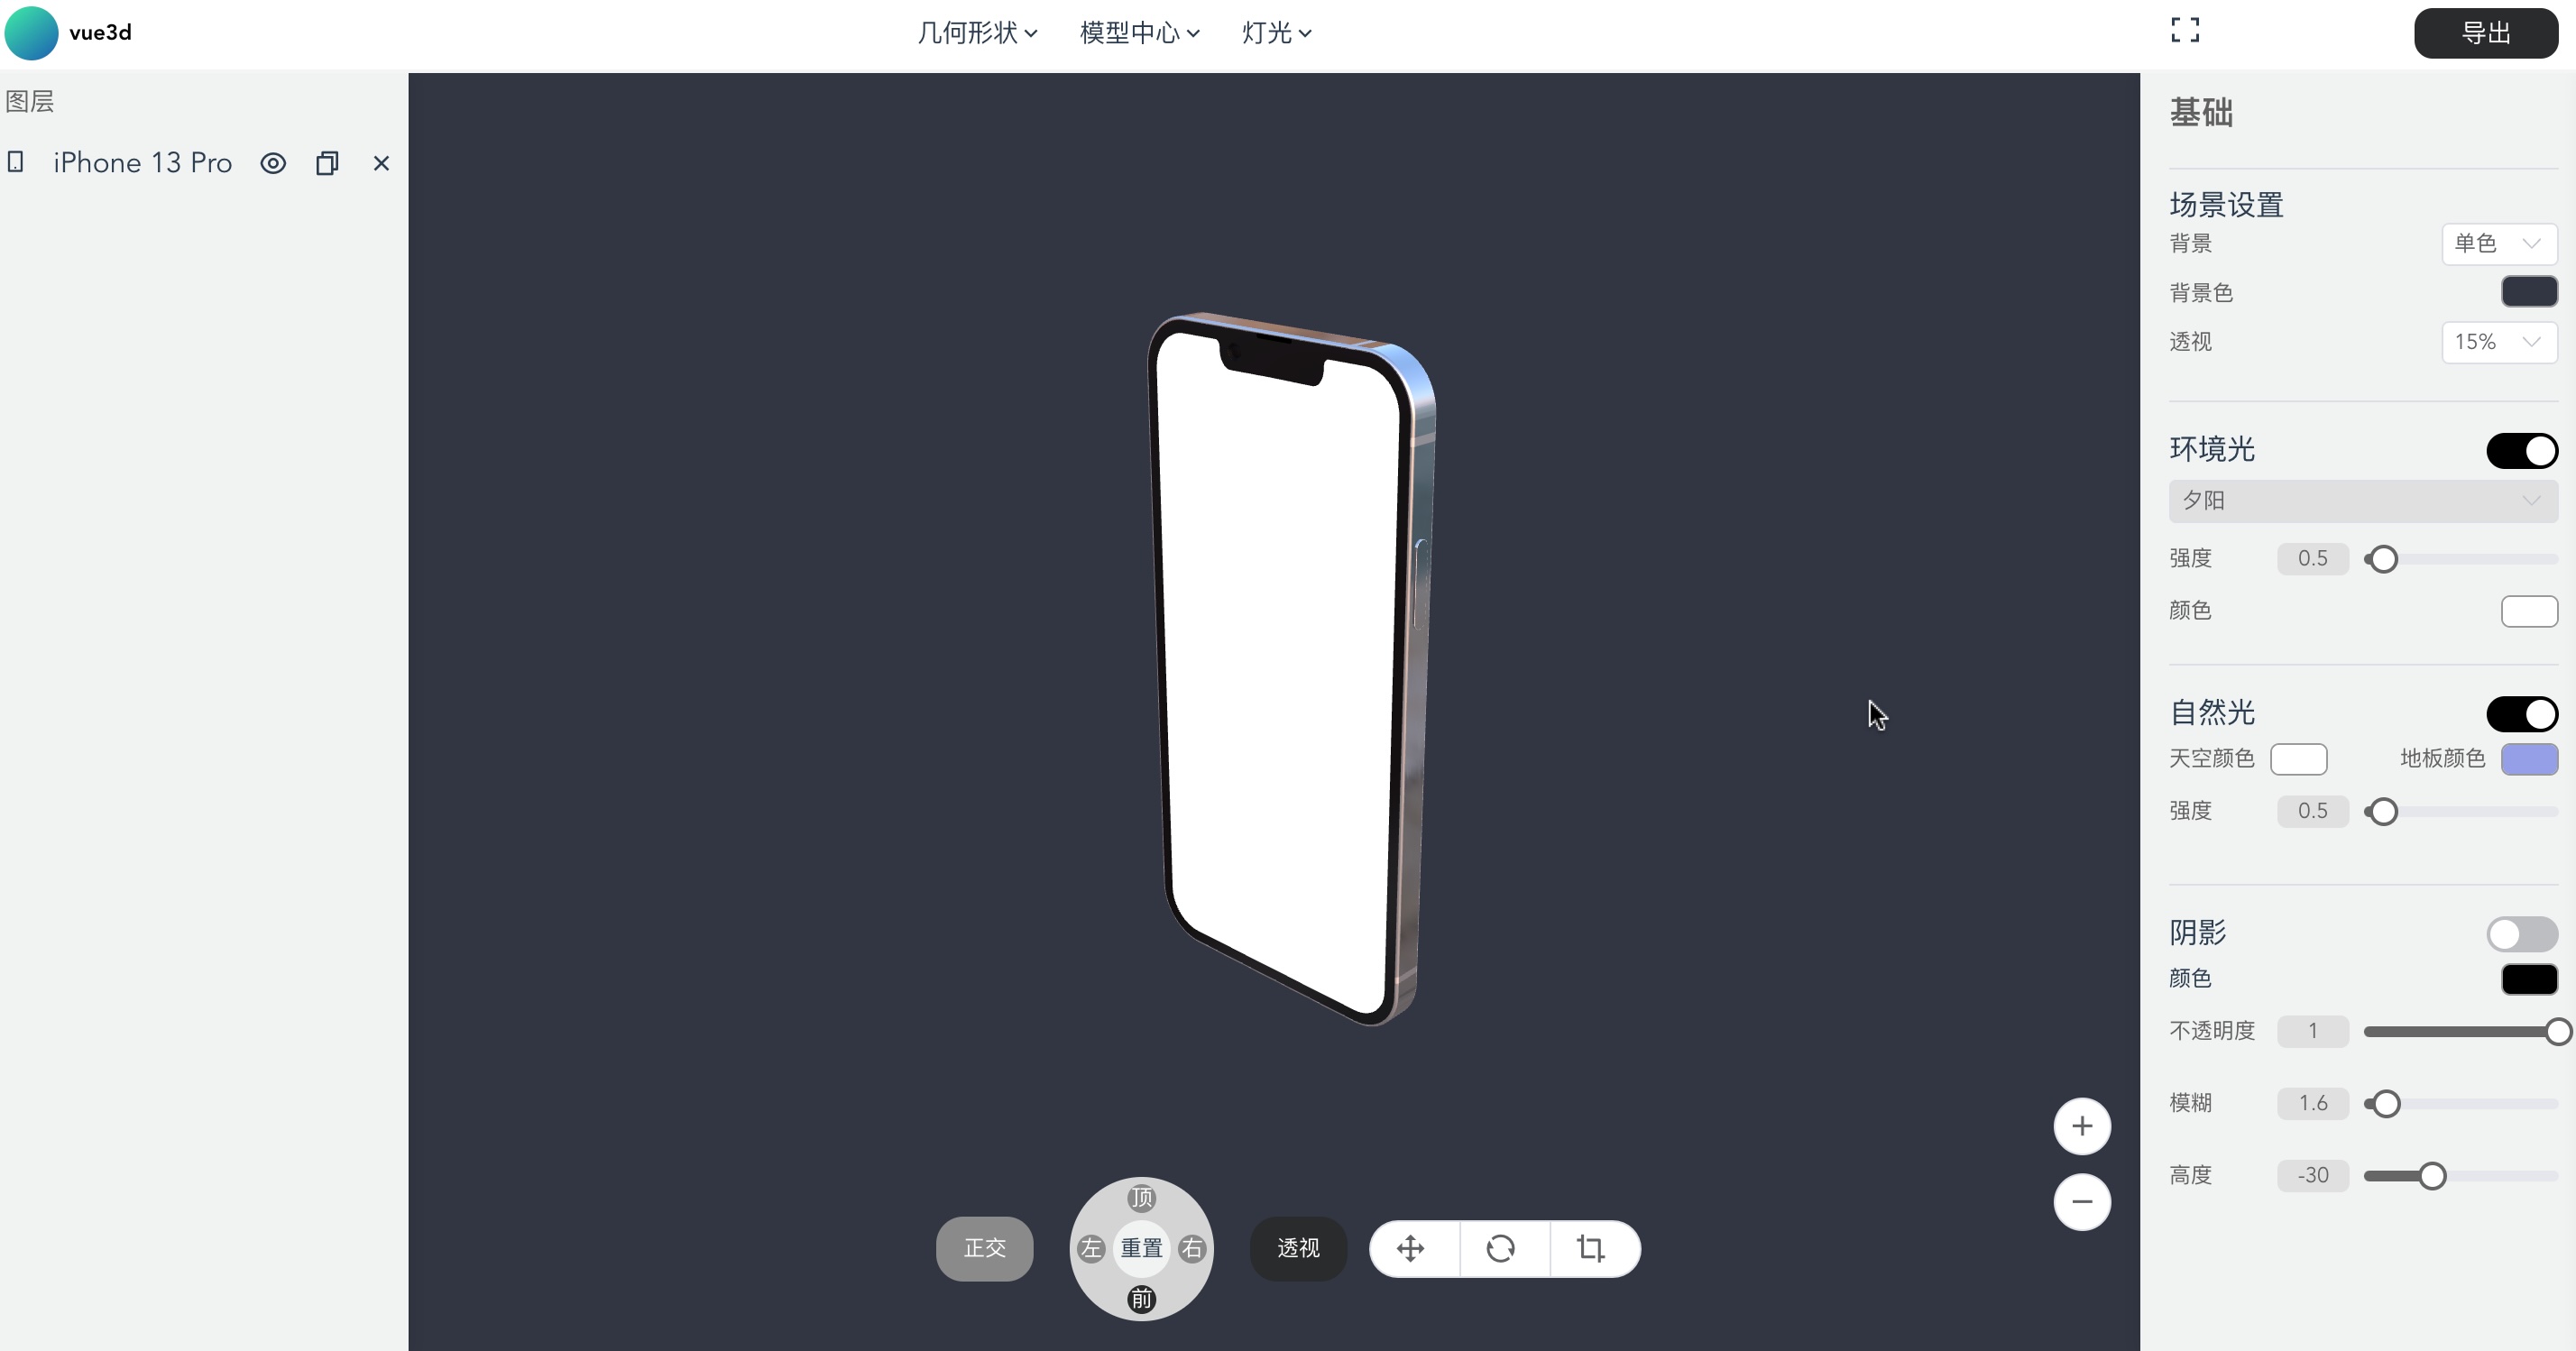 vue3d
几何形状
模型中心
灯光
导出
图层
iPhone 13 Pro
基础
场景设置
背景
单色
背景色
透视
15%
环境光
夕阳
强度
0.5
颜色
自然光
天空颜色
地板颜色
强度
0.5
阴影
颜色
不透明度
1
模糊
1.6
高度
-30
正交
顶
左
重置
右
前
透视